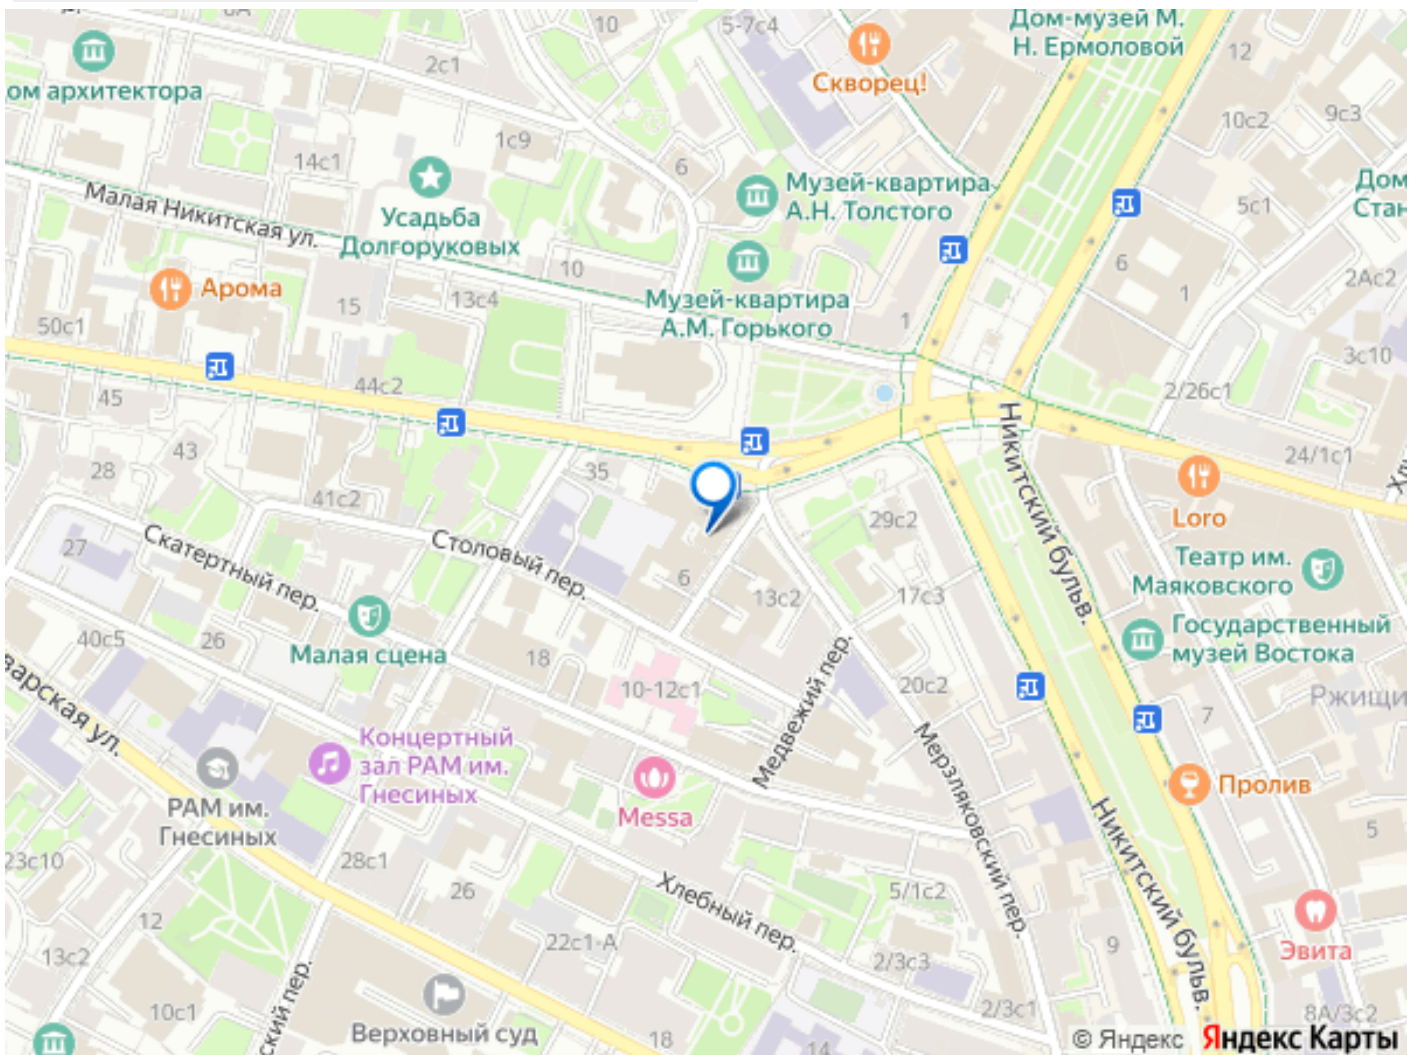 8А
10
5-7с4
Дом-музей М.
Н. Ермоловой
12
2с1
Скворец!
ом архитектора
9с3
10с2
1с9
14с1
6
Музей-квартира
А.Н. Толстого
Дом
Стан
5с1
Малая Никитская ул.
Усадьба
Долгоруковых
10
6
2Ас2
1
Арома
13с4
15
Музей-квартира
А.М. Горького
1
50с1
3с10
44с2
2/26с1
45
43
28
35
24/1с1
Хлы
41с2
Никитский бульв.
Loro
29с2
27
Скатертный пер.
Столовый пер.
6
Театр им.
Маяковского
13с2
17с3
40с5
26
Малая сцена
Государственный
музей Востока
18
10-12с1
20с2
Медвежий пер.
Ржищи
7
варская ул.
Концертный
зал РАМ им.
Гнесиных
Мерзляковский пер.
Пролив
РАМ им.
Гнесиных
Messa
Никитский бульв.
5
23с10
28с1
26
Хлебный пер.
5/1с2
12
22с1-А
9
Эвита
13с2
2/3с3
10с1
ский пер.
Верховный суд
18
2/3с1
14
8А/3с2
© Яндекс Яндекс Карты